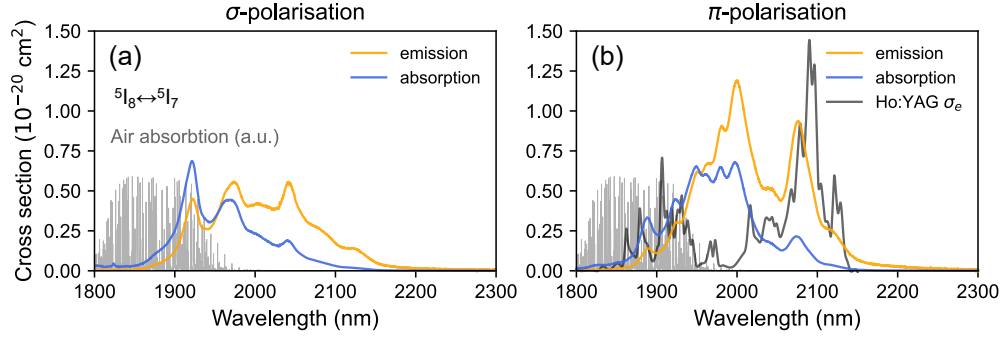 σ-polarisation
π-polarisation
Cross section (10⁻²⁰ cm²)
1.50
1.25
1.00
0.75
0.50
0.25
0.00
(a)
emission
absorption
⁵I₈↔⁵I₇
Air absorbtion (a.u.)
1800
1900
2000
2100
2200
2300
Wavelength (nm)
1.50
1.25
1.00
0.75
0.50
0.25
0.00
(b)
emission
absorption
Ho:YAG σₑ
1800
1900
2000
2100
2200
2300
Wavelength (nm)